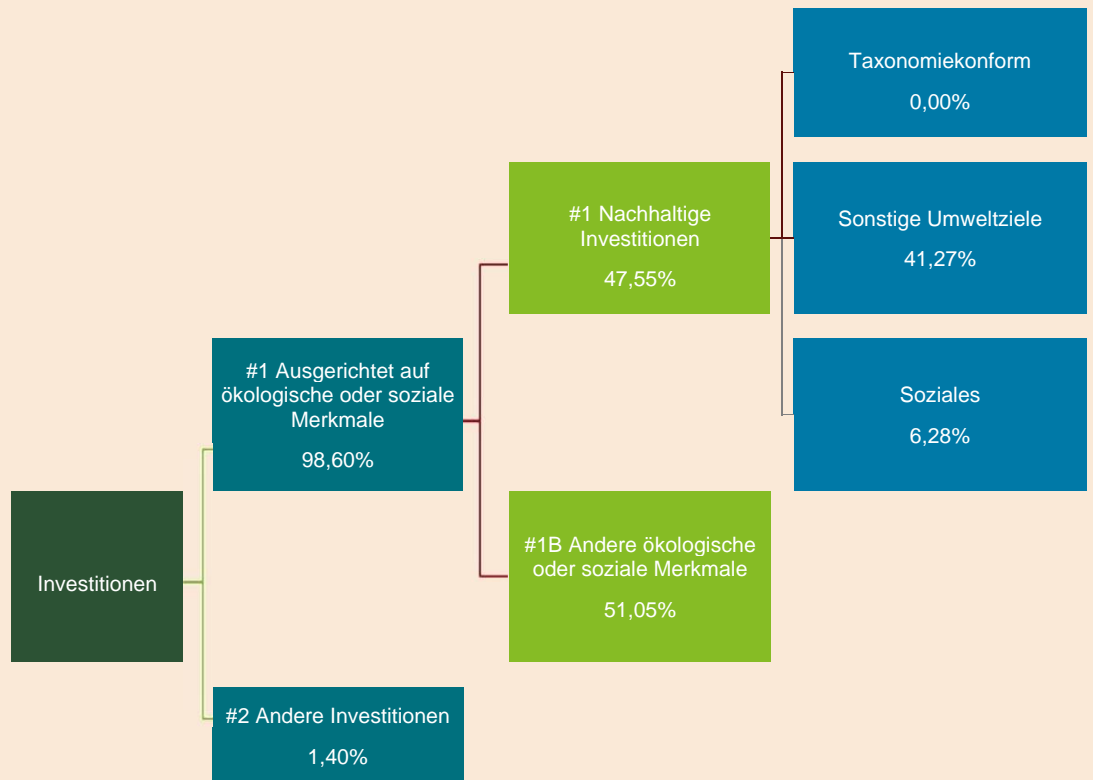 Taxonomiekonform
0,00%
#1 Nachhaltige
Investitionen
47,55%
Sonstige Umweltziele
41,27%
#1 Ausgerichtet auf
ökologische oder soziale
Merkmale
98,60%
Soziales
6,28%
Investitionen
#1B Andere ökologische
oder soziale Merkmale
51,05%
#2 Andere Investitionen
1,40%